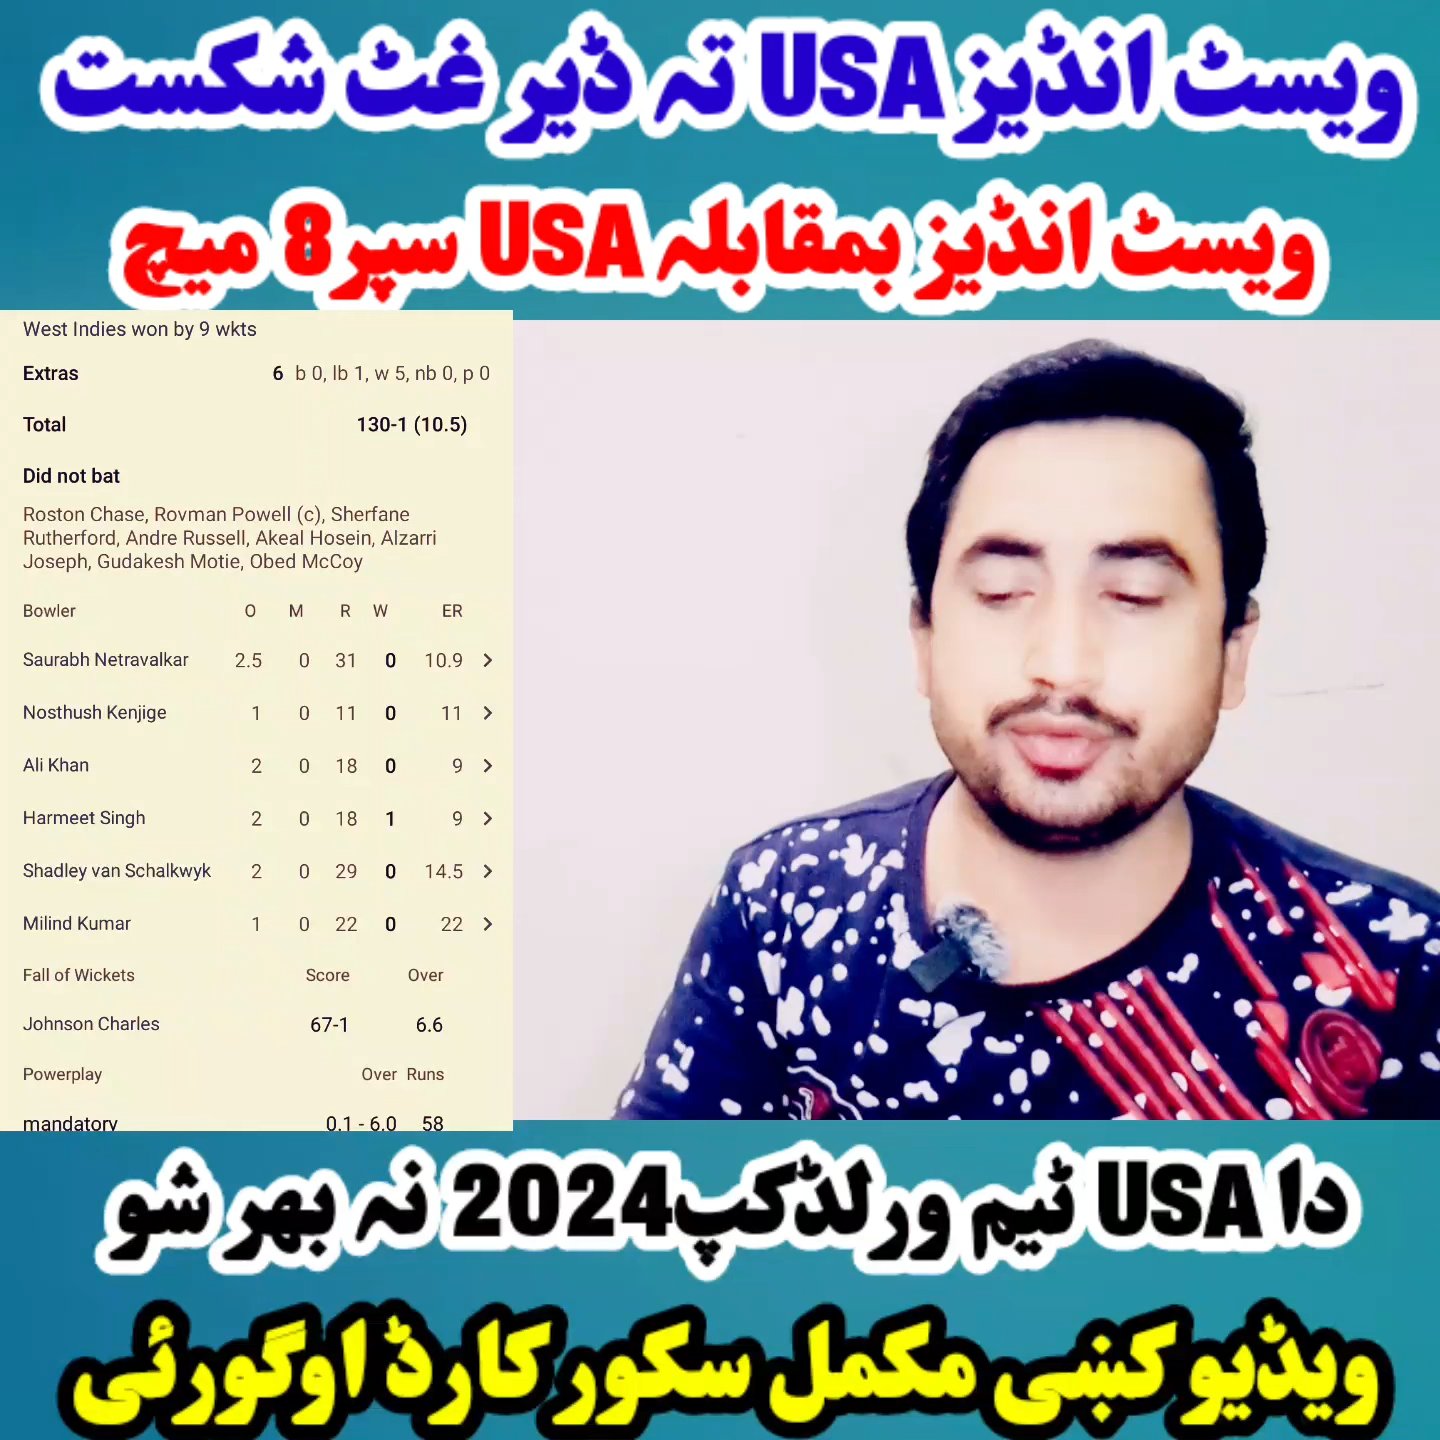 ویسٹ انڈیز USA تہ ڈیر غٹ شکست
ویسٹ انڈیز بمقابلہ USA سپر 8 میچ
West Indies won by 9 wkts
Extras 6 b 0, lb 1, w 5, nb 0, p 0
Total 130-1 (10.5)
Did not bat
Roston Chase, Rovman Powell (c), Sherfane
Rutherford, Andre Russell, Akeal Hosein, Alzarri
Joseph, Gudakesh Motie, Obed McCoy
Bowler O M R W ER
Saurabh Netravalkar 2.5 0 31 0 10.9
Nosthush Kenjige 1 0 11 0 11
Ali Khan 2 0 18 0 9
Harmeet Singh 2 0 18 1 9
Shadley van Schalkwyk 2 0 29 0 14.5
Milind Kumar 1 0 22 0 22
Fall of Wickets Score Over
Johnson Charles 67-1 6.6
Powerplay Over Runs
mandatory 0.1 - 6.0 58
دا USA ٹیم ورلڈکپ 2024 نہ بھر شو
ویڈیو کښی مکمل سکور کارڈ اوگورئی